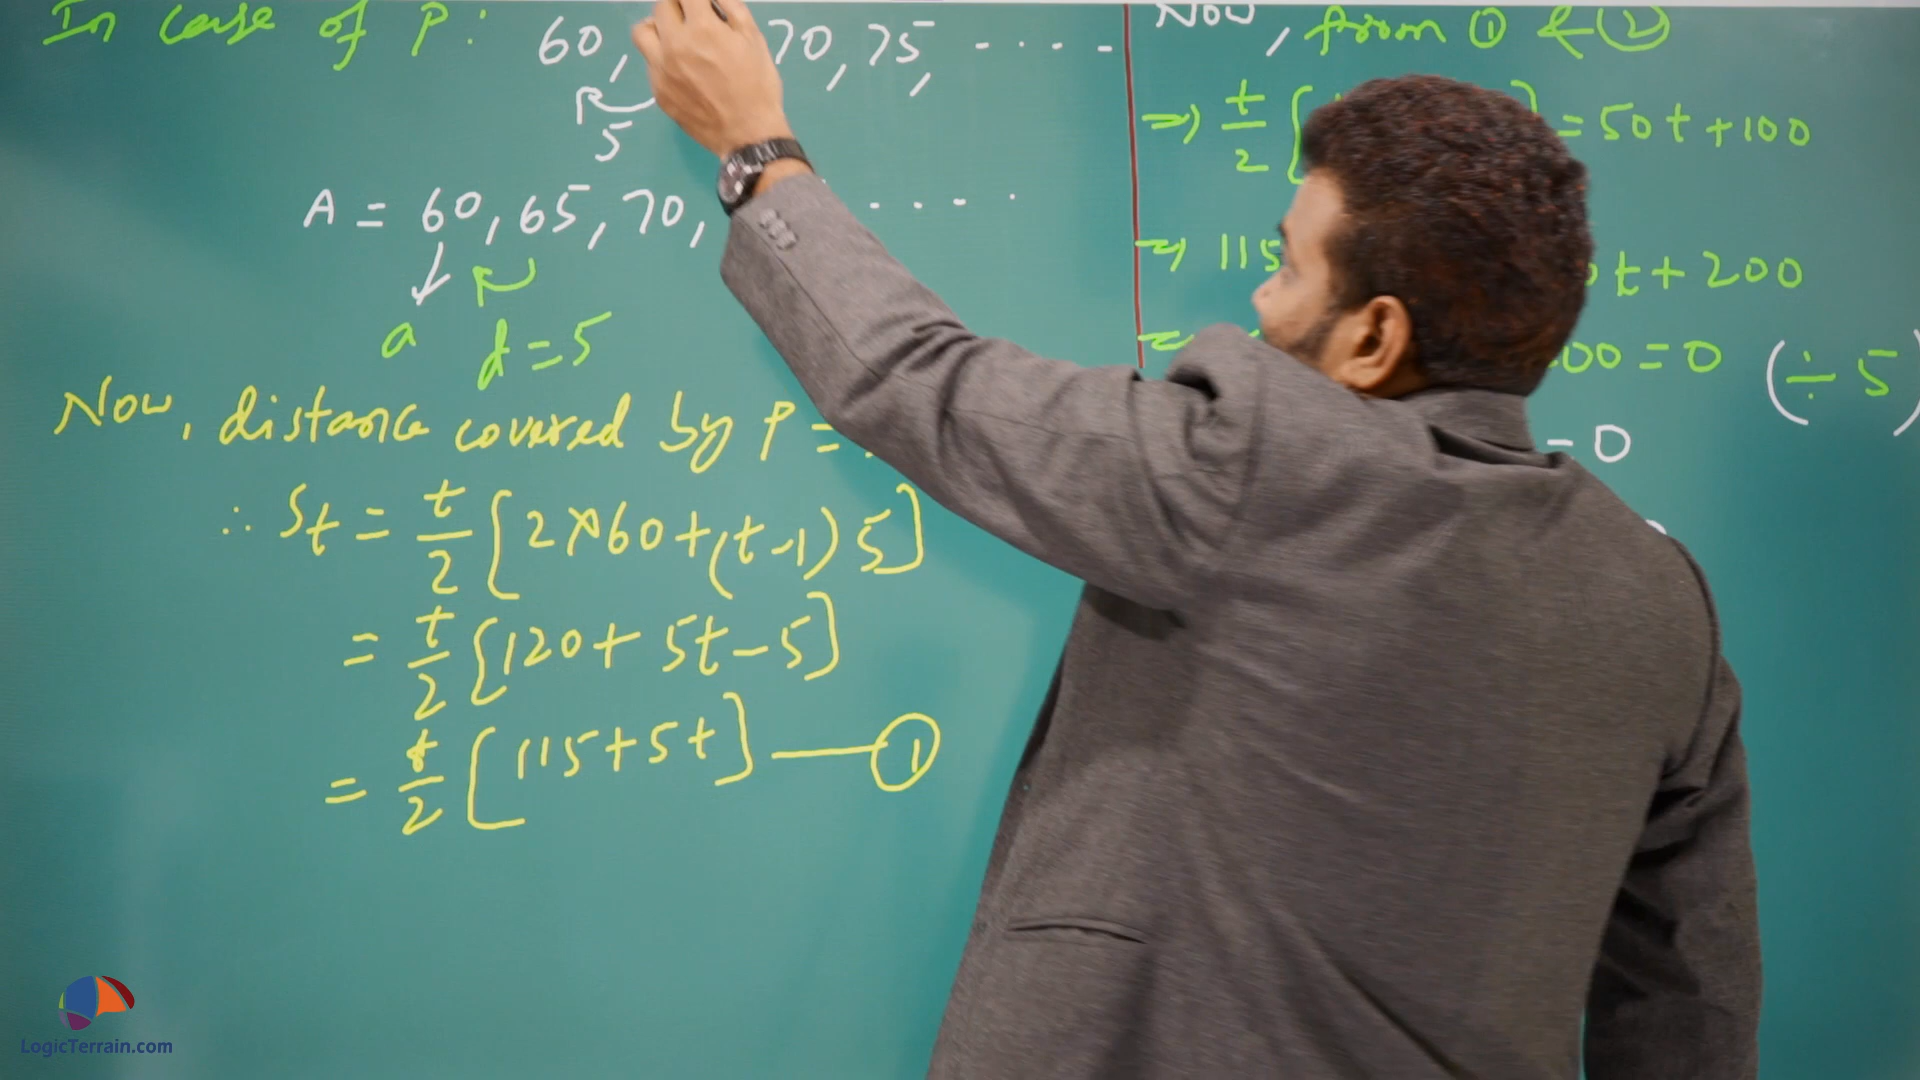 In case of P: 60, 70, 75, - · · · -
5
A = 60, 65, 70, · · - - ·
a
d = 5
Now, distance covered by P =
∴ St = t/2 [2×60+(t-1)5]
= t/2 [120+5t-5]
= t/2 [115+5t] —— ①
Now, from ① & ②
⇒ t/2 [ ] = 50t+100
⇒ 115 t+200
00 = 0 (÷5)
0
LogicTerrain.com